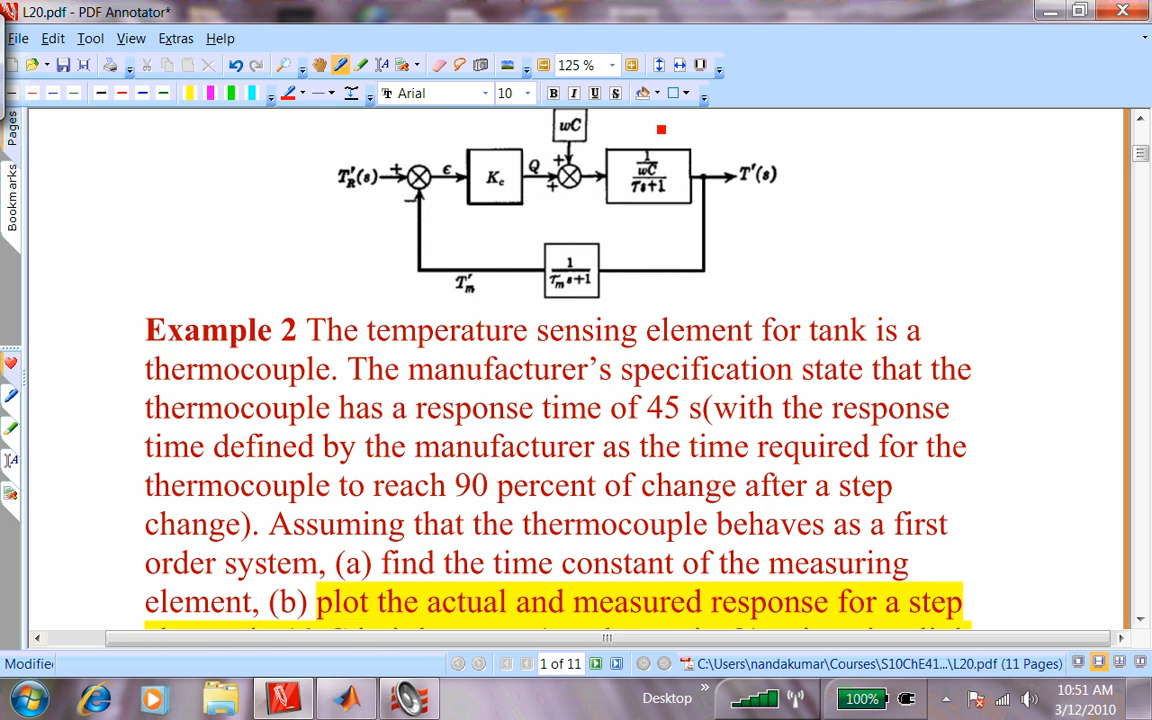 L20.pdf - PDF Annotator*
File Edit Tool View Extras Help
125 %
Arial 10 B I U S
Pages
Bookmarks
wC
T'R(s) + ε Kc Q + 1/wC T'(s)
− + τs+1
1
T'm τm s+1
Example 2 The temperature sensing element for tank is a
thermocouple. The manufacturer’s specification state that the
thermocouple has a response time of 45 s(with the response
time defined by the manufacturer as the time required for the
thermocouple to reach 90 percent of change after a step
change). Assuming that the thermocouple behaves as a first
order system, (a) find the time constant of the measuring
element, (b) plot the actual and measured response for a step
Modifie 1 of 11 C:\Users\nandakumar\Courses\S10ChE41...\L20.pdf (11 Pages)
Desktop » 100% 10:51 AM
3/12/2010